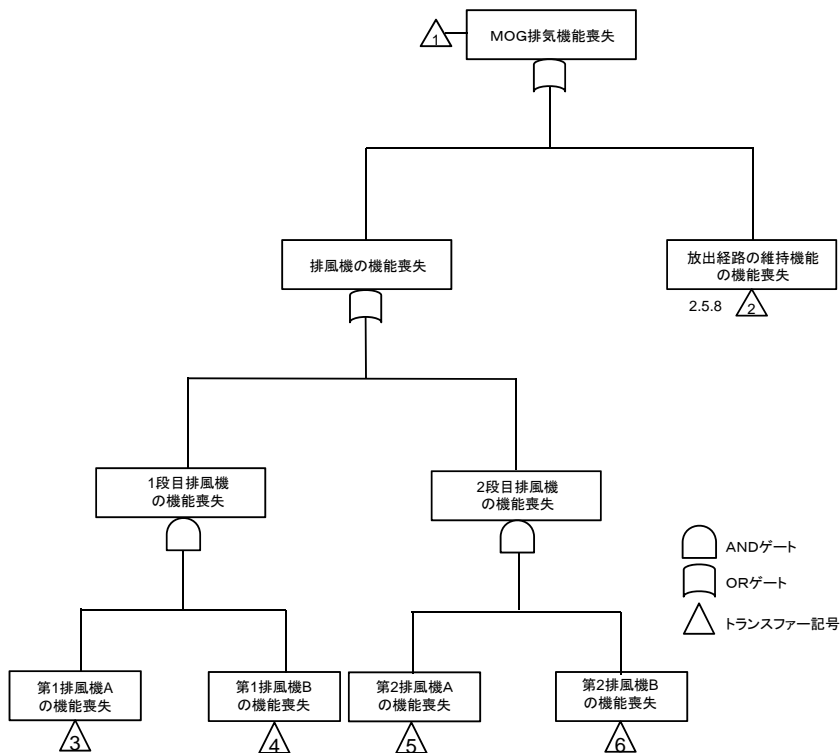 MOG排気機能喪失
1
排風機の機能喪失
放出経路の維持機能
の機能喪失
2.5.8
2
1段目排風機
の機能喪失
2段目排風機
の機能喪失
ANDゲート
ORゲート
トランスファー記号
第1排風機A
の機能喪失
3
第1排風機B
の機能喪失
4
第2排風機A
の機能喪失
5
第2排風機B
の機能喪失
6